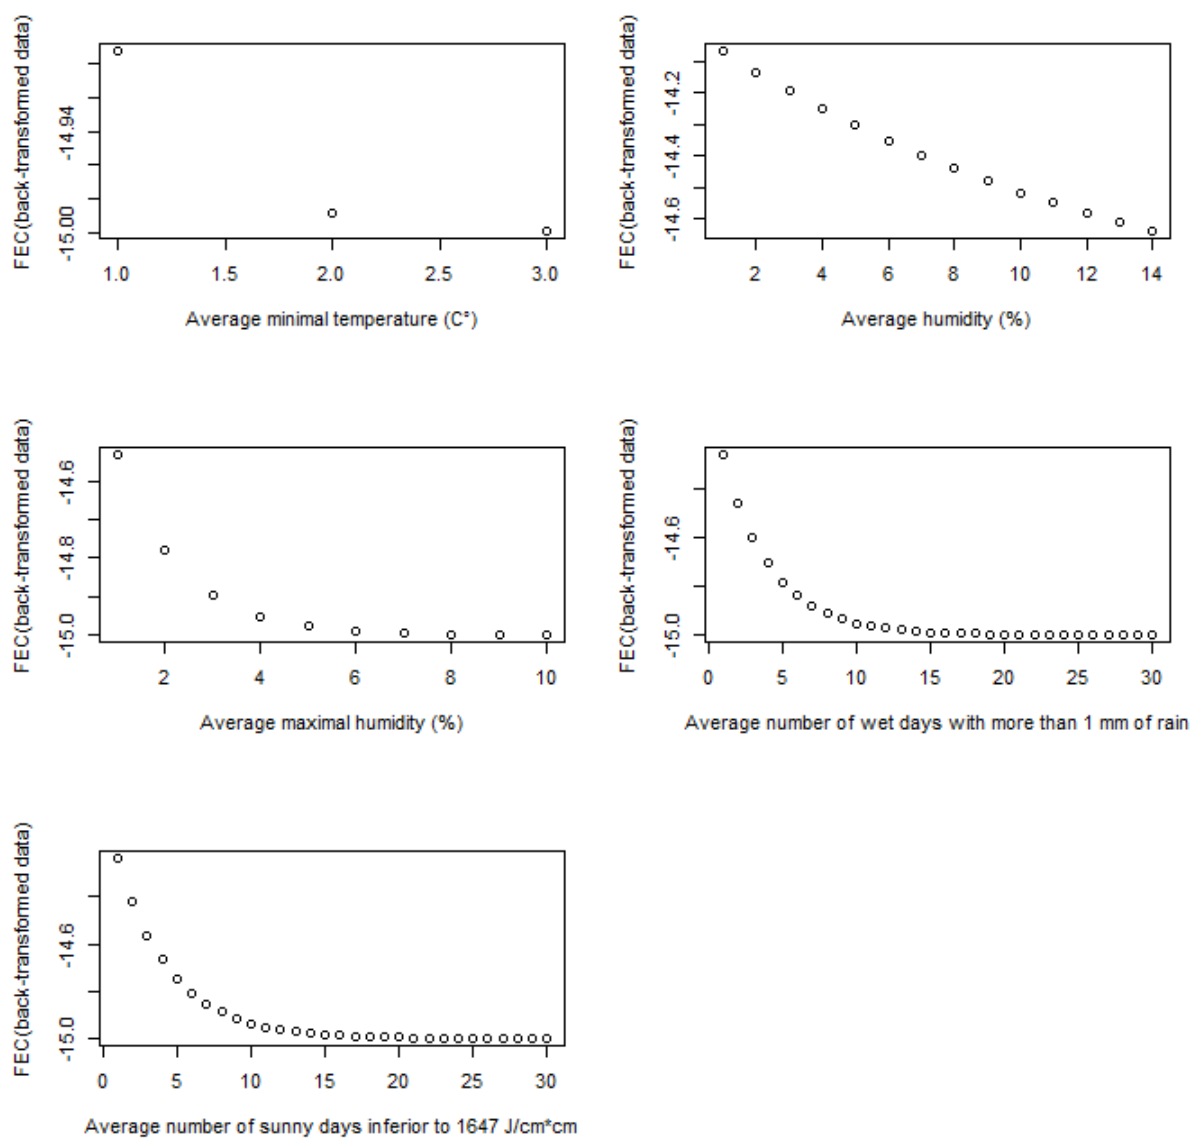 FEC(back-transformed data)
-14.94
-15.00
1.0 1.5 2.0 2.5 3.0
Average minimal temperature (C°)
FEC(back-transformed data)
-14.2
-14.4
-14.6
2 4 6 8 10 12 14
Average humidity (%)
FEC(back-transformed data)
-14.6
-14.8
-15.0
2 4 6 8 10
Average maximal humidity (%)
FEC(back-transformed data)
-14.6
-15.0
0 5 10 15 20 25 30
Average number of wet days with more than 1 mm of rain
FEC(back-transformed data)
-14.6
-15.0
0 5 10 15 20 25 30
Average number of sunny days inferior to 1647 J/cm*cm